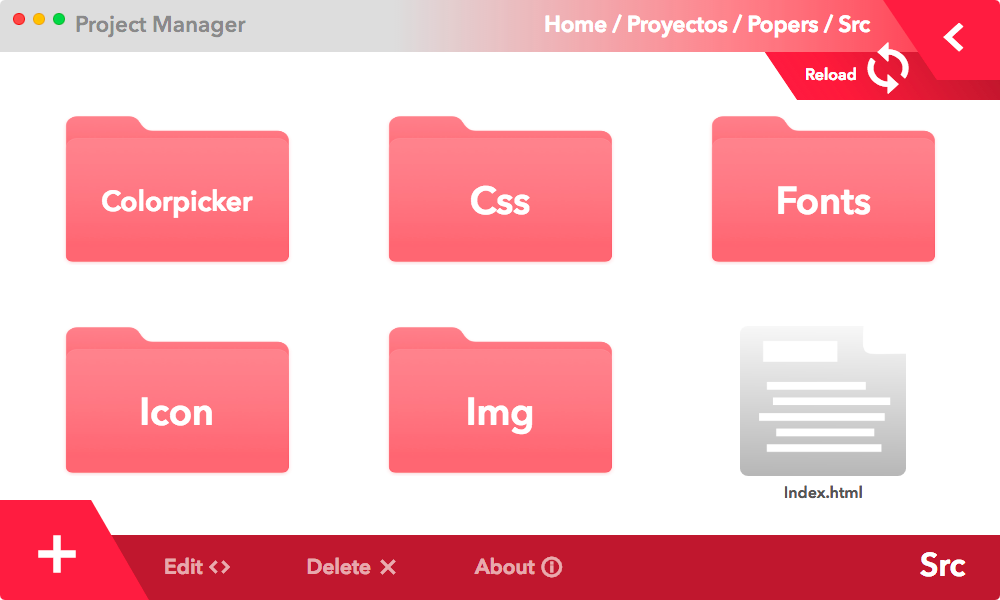 Project Manager
Home / Proyectos / Popers / Src
Reload
Colorpicker
Css
Fonts
Icon
Img
Index.html
Edit
Delete
About
Src